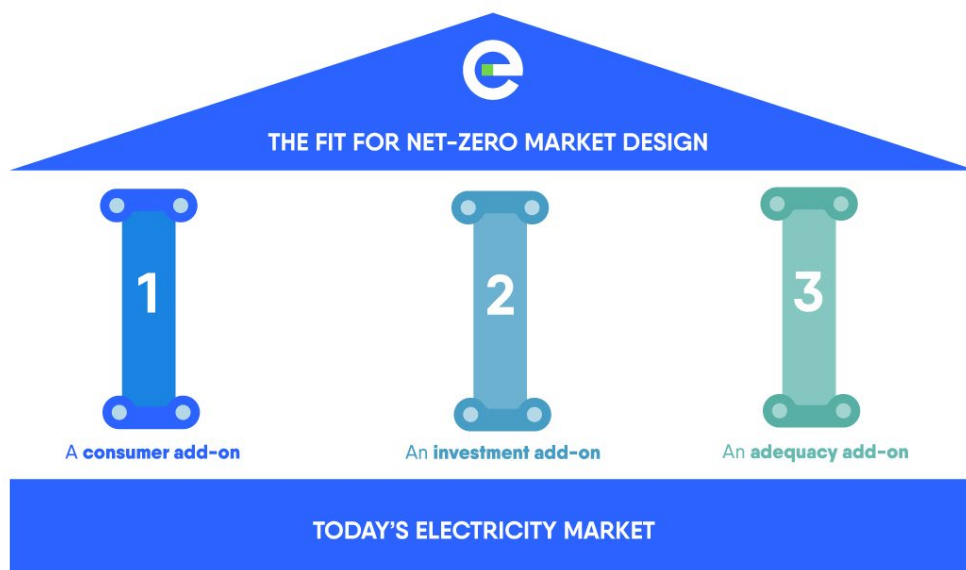 e
THE FIT FOR NET-ZERO MARKET DESIGN
1
2
3
A consumer add-on
An investment add-on
An adequacy add-on
TODAY'S ELECTRICITY MARKET